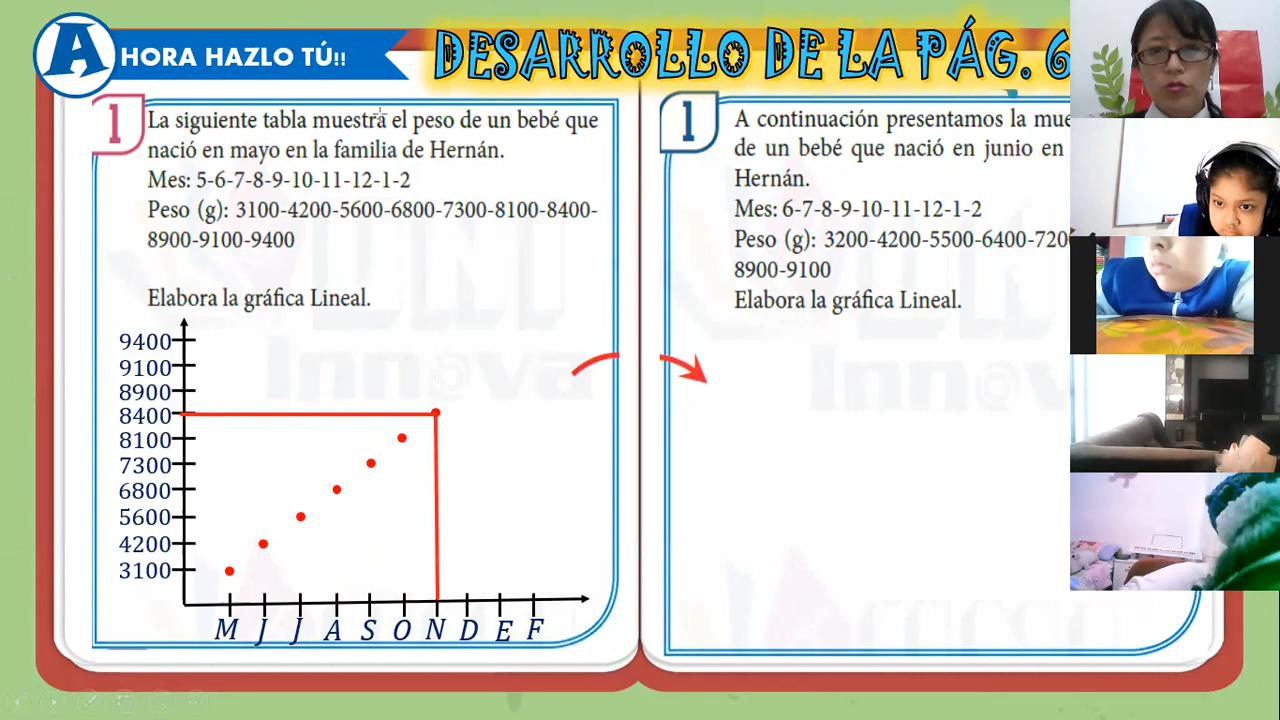 AHORA HAZLO TÚ!!
DESARROLLO DE LA PÁG. 6
1
La siguiente tabla muestra el peso de un bebé que
nació en mayo en la familia de Hernán.
Mes: 5-6-7-8-9-10-11-12-1-2
Peso (g): 3100-4200-5600-6800-7300-8100-8400-
8900-9100-9400
Elabora la gráfica Lineal.
9400
9100
8900
8400
8100
7300
6800
5600
4200
3100
M J J A S O N D E F
1
A continuación presentamos la
de un bebé que nació en junio en
Hernán.
Mes: 6-7-8-9-10-11-12-1-2
Peso (g): 3200-4200-5500-6400-720
8900-9100
Elabora la gráfica Lineal.
Inn@va
Inn@va